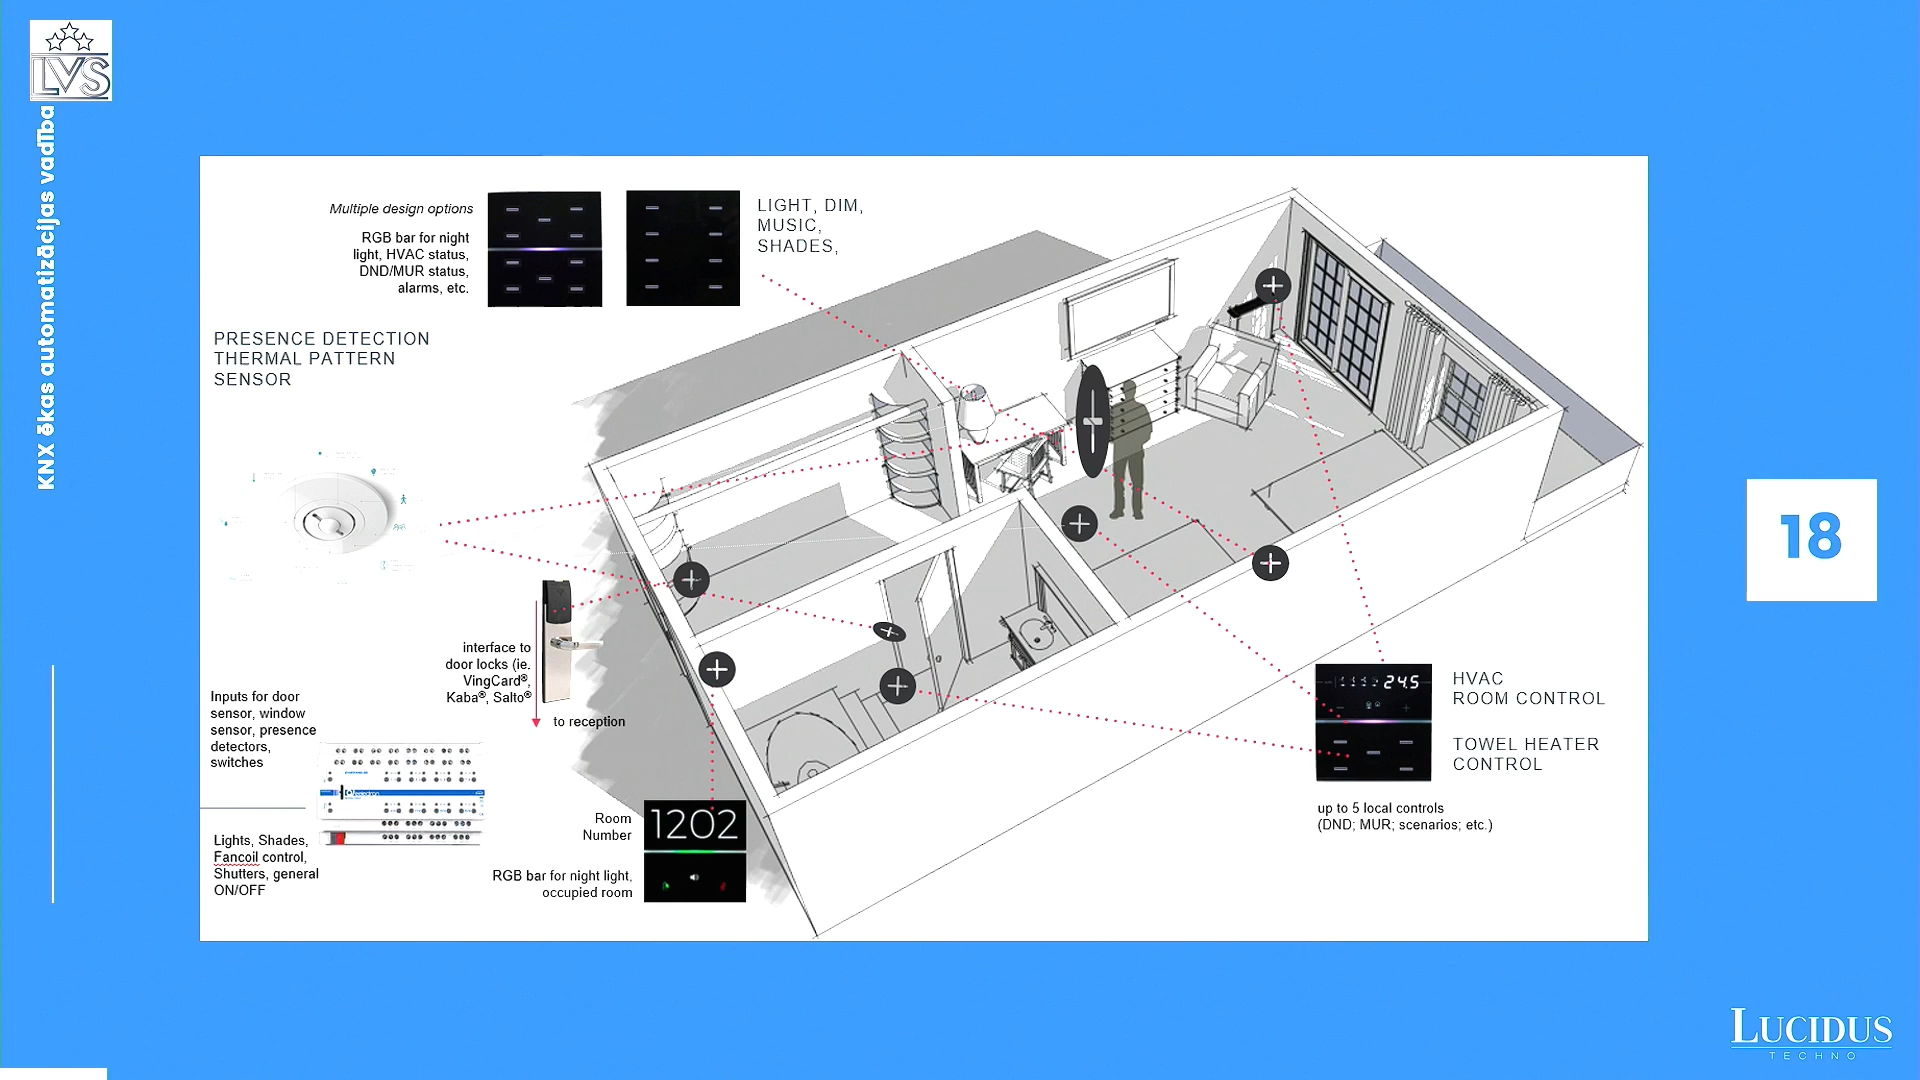 LVS
KNX ēkas automatizācijas vadība
Multiple design options
RGB bar for night
light, HVAC status,
DND/MUR status,
alarms, etc.
LIGHT, DIM,
MUSIC,
SHADES,
PRESENCE DETECTION
THERMAL PATTERN
SENSOR
interface to
door locks (ie.
VingCard®,
Kaba®, Salto®
to reception
Inputs for door
sensor, window
sensor, presence
detectors,
switches
Lights, Shades,
Fancoil control,
Shutters, general
ON/OFF
Room
Number
1202
RGB bar for night light,
occupied room
24.5
HVAC
ROOM CONTROL
TOWEL HEATER
CONTROL
up to 5 local controls
(DND; MUR; scenarios; etc.)
18
LUCIDUS
TECHNO